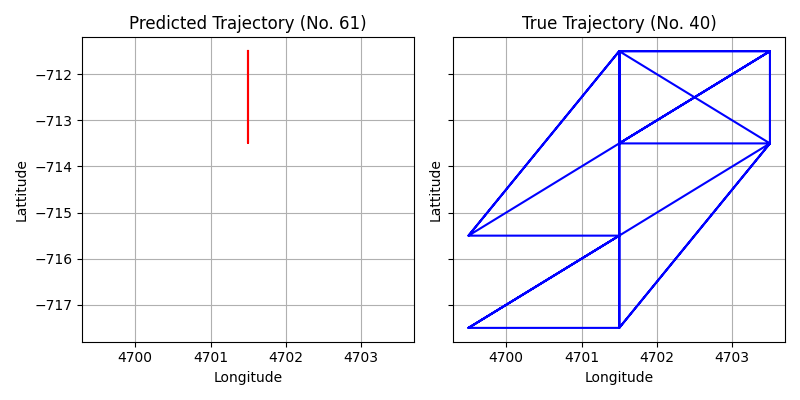 Predicted Trajectory (No. 61)
True Trajectory (No. 40)
Lattitude
−712
−713
−714
−715
−716
−717
4700
4701
4702
4703
Longitude
Lattitude
4700
4701
4702
4703
Longitude